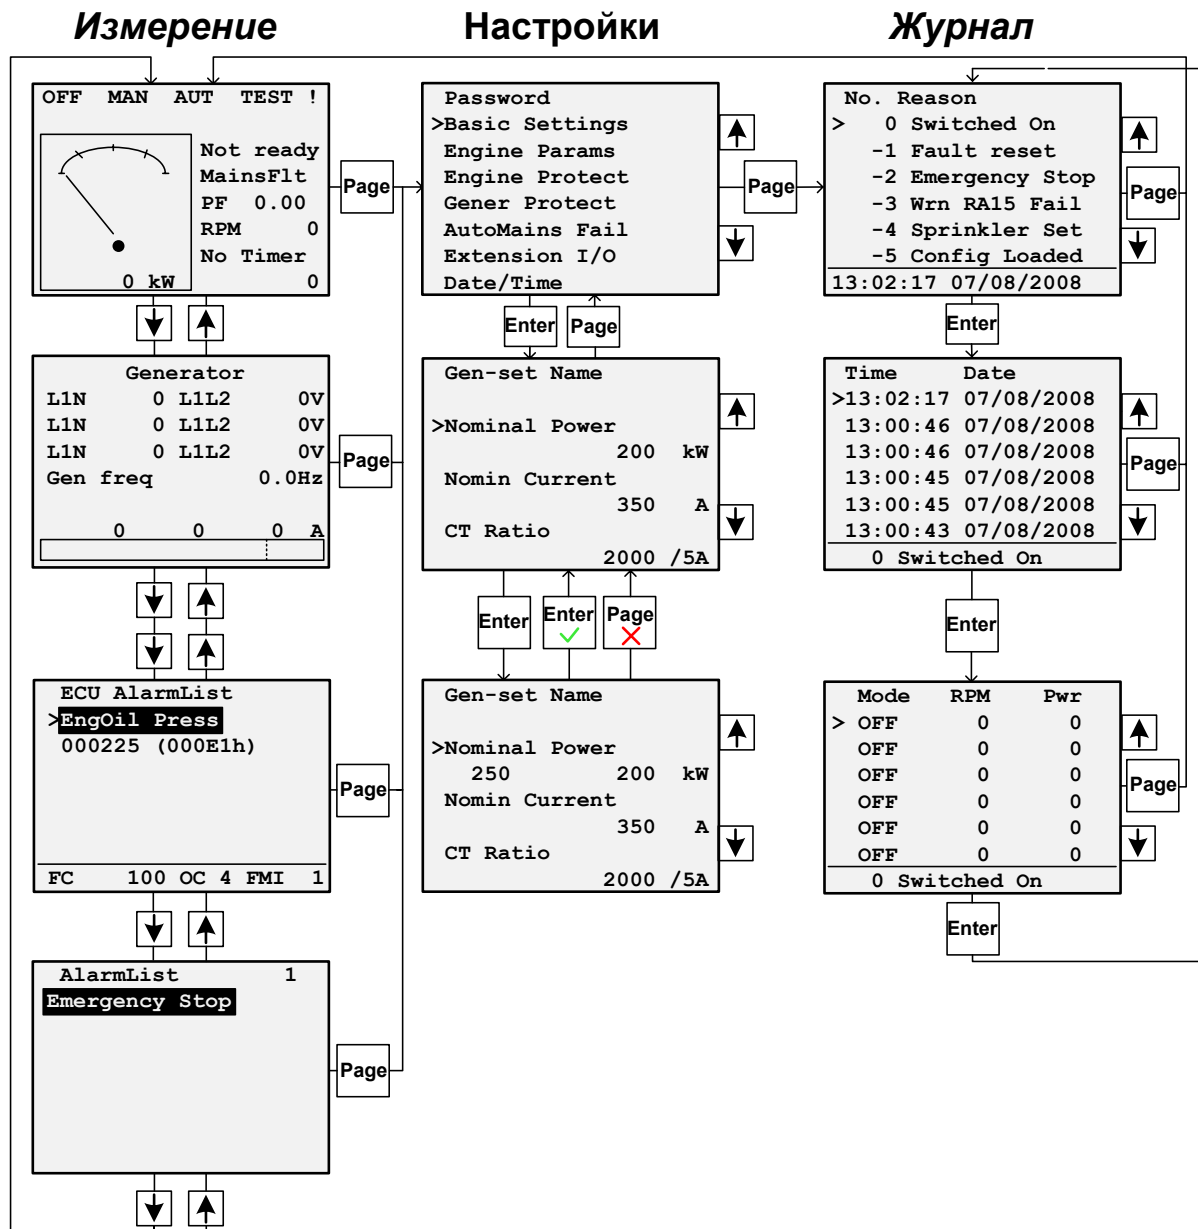 Измерение
Настройки
Журнал
OFF MAN AUT TEST !
Not ready
MainsFlt
PF 0.00
RPM 0
No Timer
0 kW 0
Page
Generator
L1N 0 L1L2 0V
L1N 0 L1L2 0V
L1N 0 L1L2 0V
Gen freq 0.0Hz
0 0 0 A
Page
ECU AlarmList
>EngOil Press
000225 (000E1h)
FC 100 OC 4 FMI 1
Page
AlarmList 1
Emergency Stop
Page
Password
>Basic Settings
Engine Params
Engine Protect
Gener Protect
AutoMains Fail
Extension I/O
Date/Time
Page
Enter Page
Gen-set Name
>Nominal Power
200 kW
Nomin Current
350 A
CT Ratio
2000 /5A
Enter Enter Page
Gen-set Name
>Nominal Power
250 200 kW
Nomin Current
350 A
CT Ratio
2000 /5A
No. Reason
> 0 Switched On
-1 Fault reset
-2 Emergency Stop
-3 Wrn RA15 Fail
-4 Sprinkler Set
-5 Config Loaded
13:02:17 07/08/2008
Page
Enter
Time Date
>13:02:17 07/08/2008
13:00:46 07/08/2008
13:00:46 07/08/2008
13:00:45 07/08/2008
13:00:45 07/08/2008
13:00:43 07/08/2008
0 Switched On
Page
Enter
Mode RPM Pwr
> OFF 0 0
OFF 0 0
OFF 0 0
OFF 0 0
OFF 0 0
OFF 0 0
0 Switched On
Page
Enter